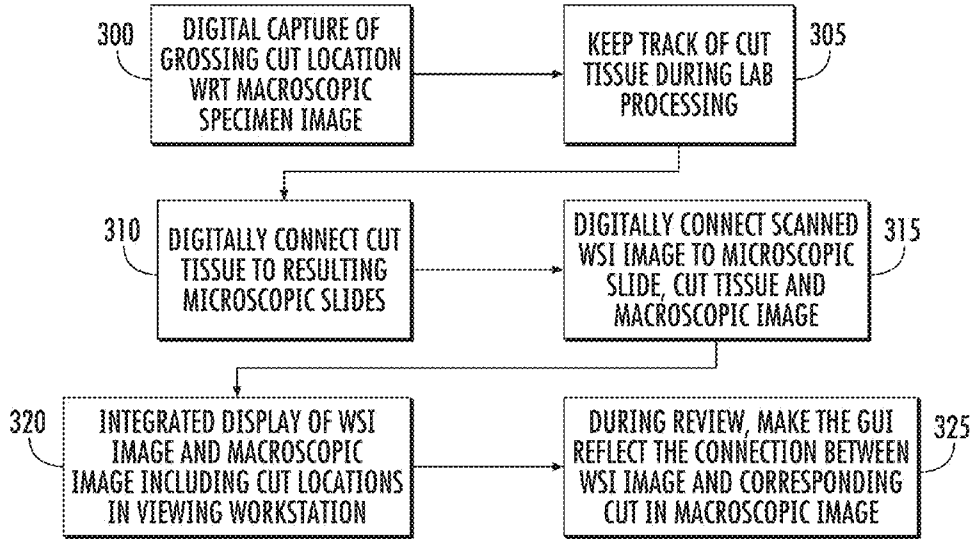 300
DIGITAL CAPTURE OF
GROSSING CUT LOCATION
WRT MACROSCOPIC
SPECIMEN IMAGE
KEEP TRACK OF CUT
TISSUE DURING LAB
PROCESSING
305
310
DIGITALLY CONNECT CUT
TISSUE TO RESULTING
MICROSCOPIC SLIDES
DIGITALLY CONNECT SCANNED
WSI IMAGE TO MICROSCOPIC
SLIDE, CUT TISSUE AND
MACROSCOPIC IMAGE
315
320
INTEGRATED DISPLAY OF WSI
IMAGE AND MACROSCOPIC
IMAGE INCLUDING CUT LOCATIONS
IN VIEWING WORKSTATION
DURING REVIEW, MAKE THE GUI
REFLECT THE CONNECTION BETWEEN
WSI IMAGE AND CORRESPONDING
CUT IN MACROSCOPIC IMAGE
325